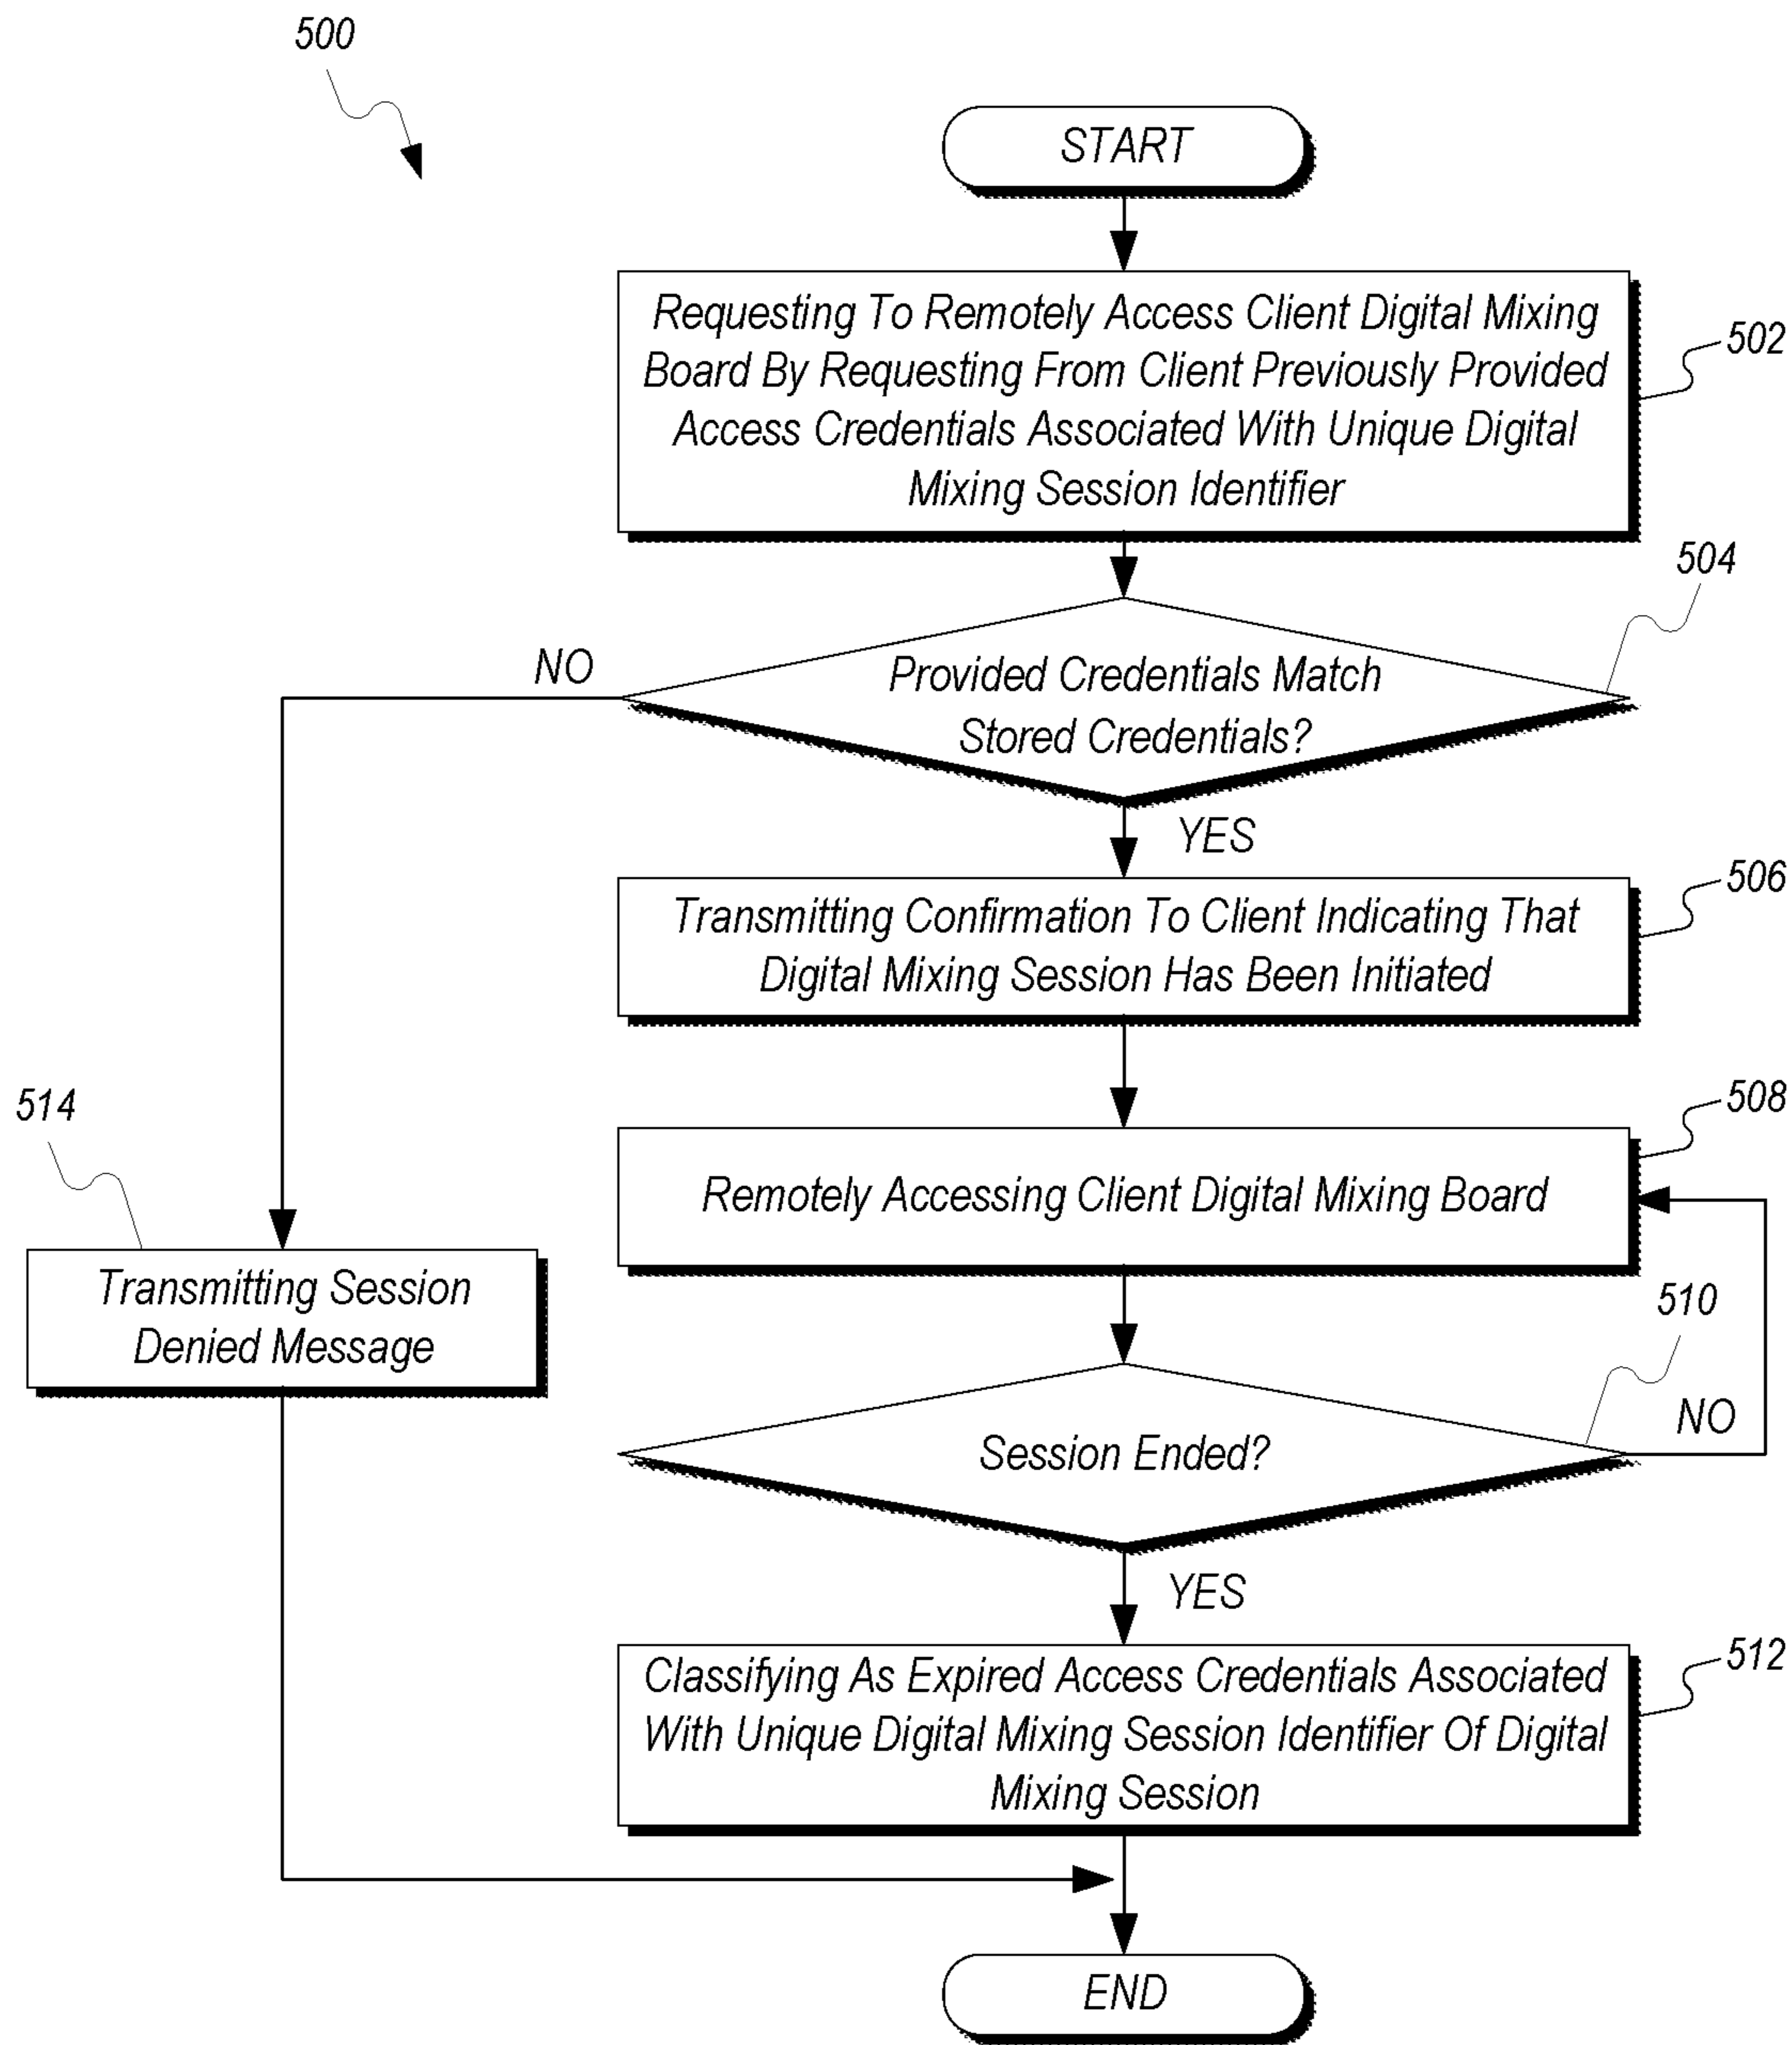 500
START
Requesting To Remotely Access Client Digital Mixing
Board By Requesting From Client Previously Provided
Access Credentials Associated With Unique Digital
Mixing Session Identifier
502
504
NO
Provided Credentials Match
Stored Credentials?
YES
506
Transmitting Confirmation To Client Indicating That
Digital Mixing Session Has Been Initiated
508
514
Remotely Accessing Client Digital Mixing Board
Transmitting Session
Denied Message
510
NO
Session Ended?
YES
512
Classifying As Expired Access Credentials Associated
With Unique Digital Mixing Session Identifier Of Digital
Mixing Session
END